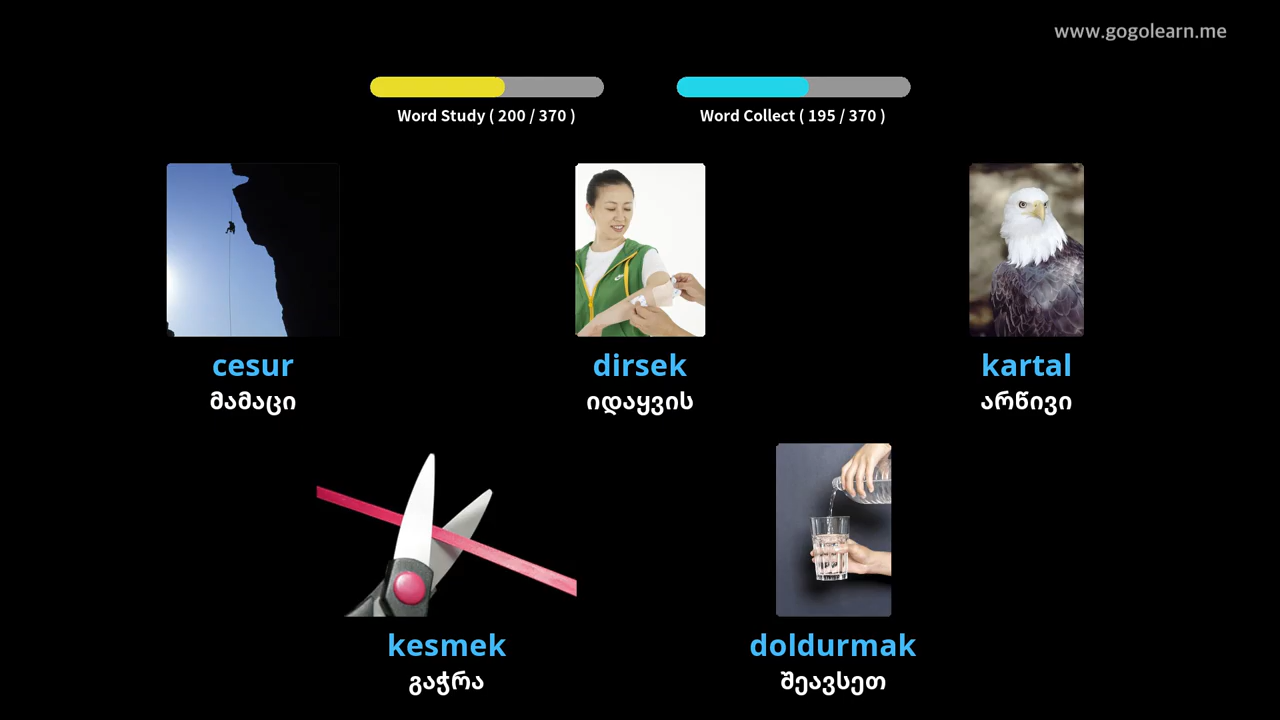 www.gogolearn.me
Word Study ( 200 / 370 )
Word Collect ( 195 / 370 )
cesur
მამაცი
dirsek
იდაყვის
kartal
არწივი
kesmek
გაჭრა
doldurmak
შეავსეთ